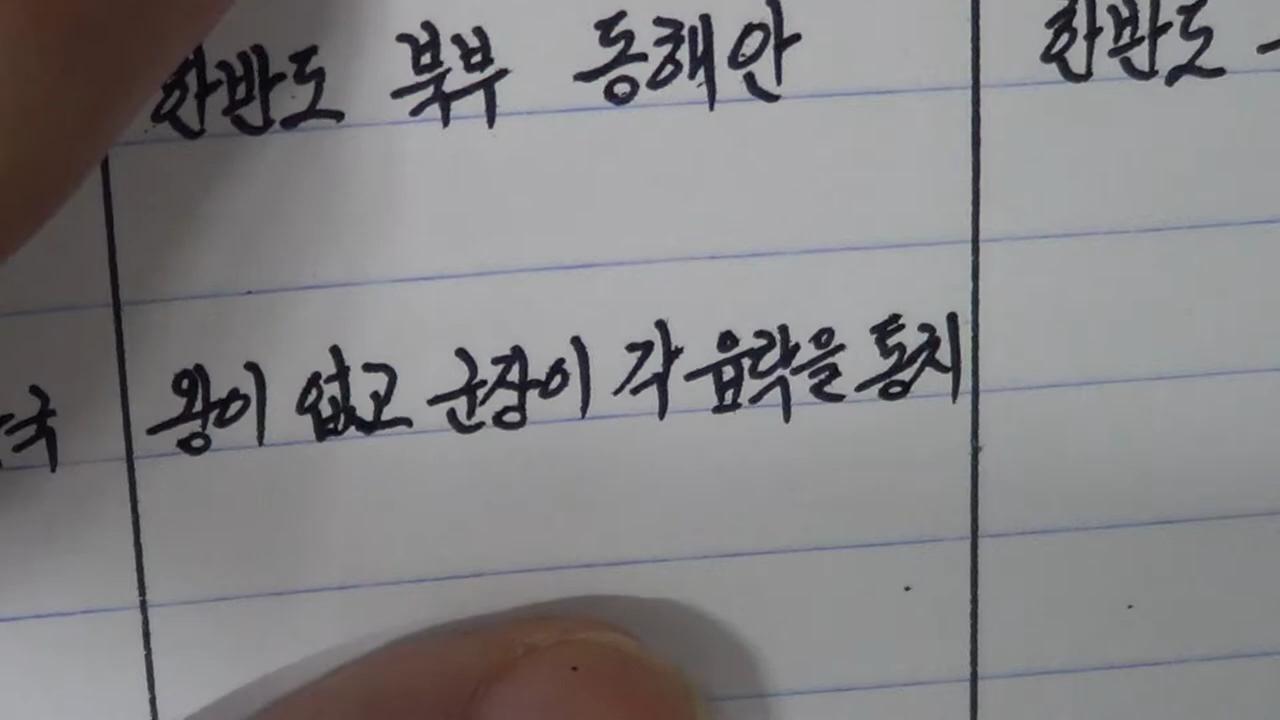 한반도 북부 동해안
한반도
국
왕이 없고 군장이 각 읍락을 통치